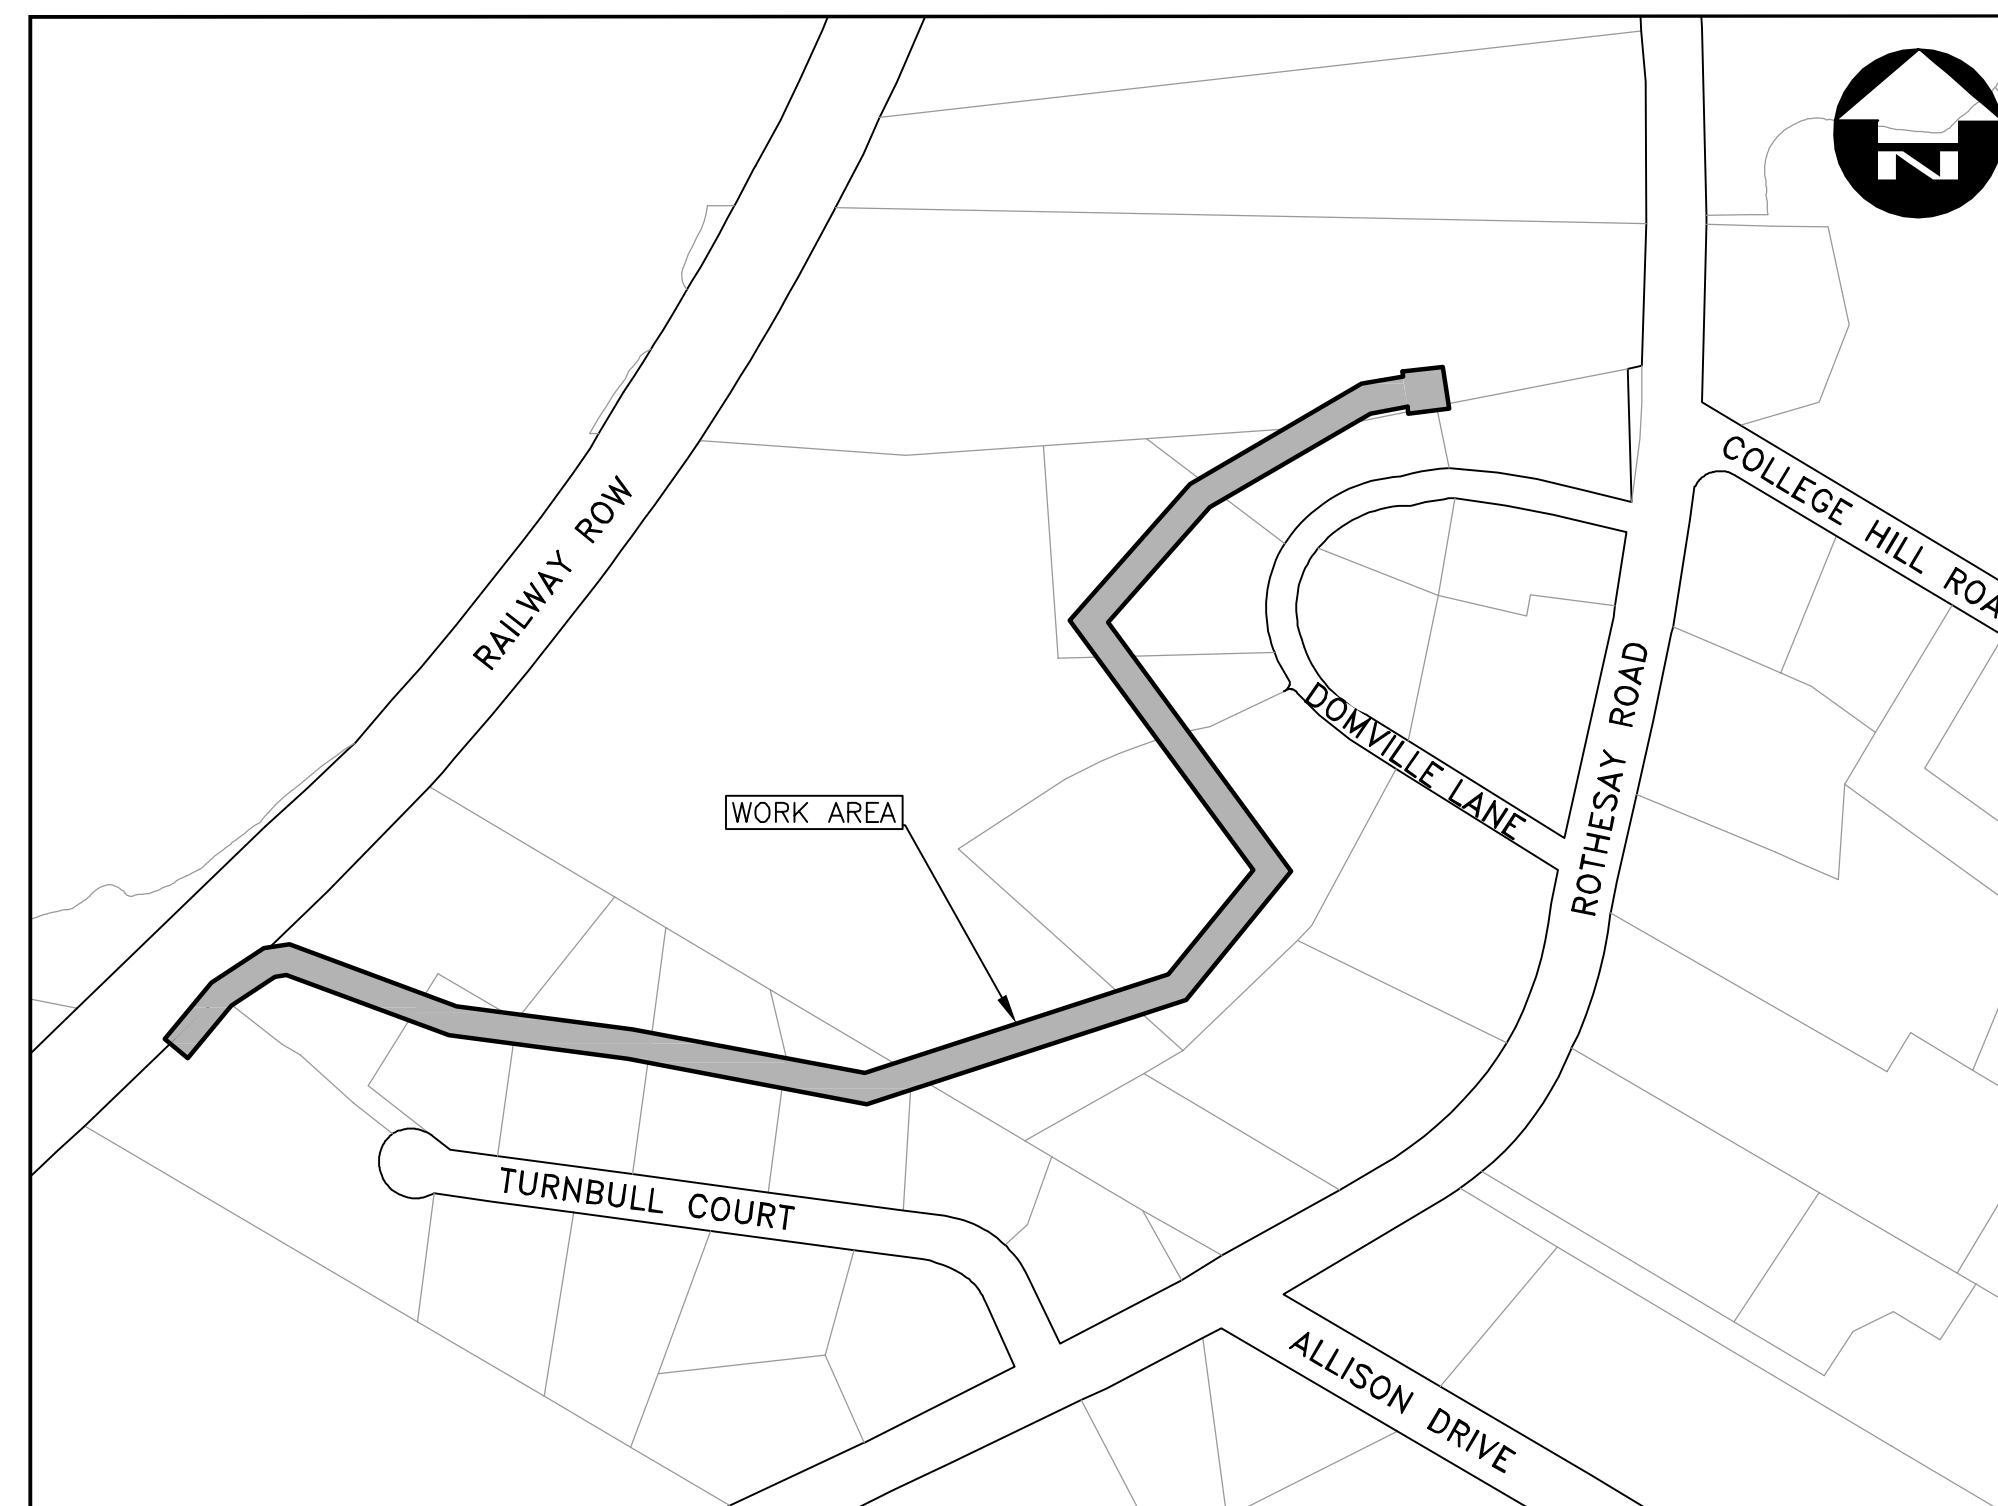 N
COLLEGE HILL ROA
RAILWAY ROW
ROTHESAY ROAD
DOMVILLE LANE
WORK AREA
TURNBULL COURT
ALLISON DRIVE